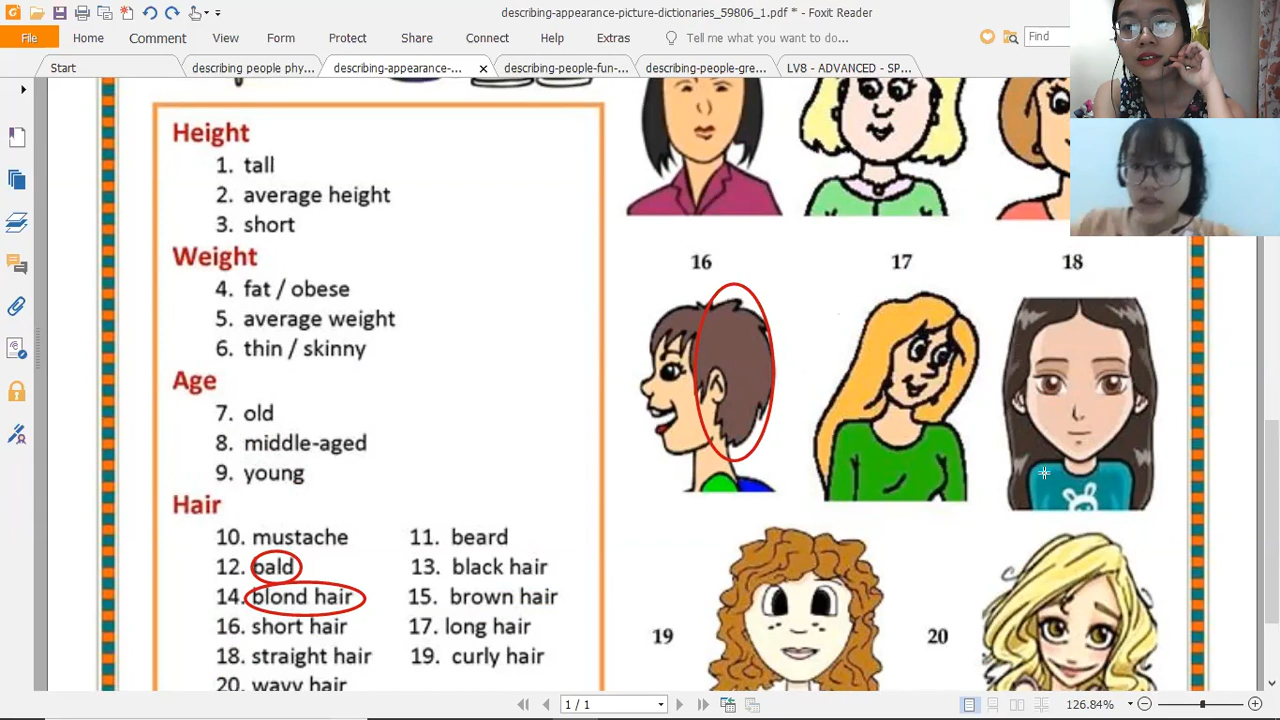 describing-appearance-picture-dictionaries_58606_1.pdf * - Foxit Reader
File Home Comment View Form Protect Share Connect Help Extras Tell me what you want to do... Find
Start describing people phy... describing-appearance-... describing-people-fun-... describing-people-gre... LV8 - ADVANCED - SP...
Height
1. tall
2. average height
3. short
Weight
4. fat / obese
5. average weight
6. thin / skinny
Age
7. old
8. middle-aged
9. young
Hair
10. mustache 11. beard
12. bald 13. black hair
14. blond hair 15. brown hair
16. short hair 17. long hair
18. straight hair 19. curly hair
20. wavy hair
16 17 18
19 20
1 / 1 126.84%